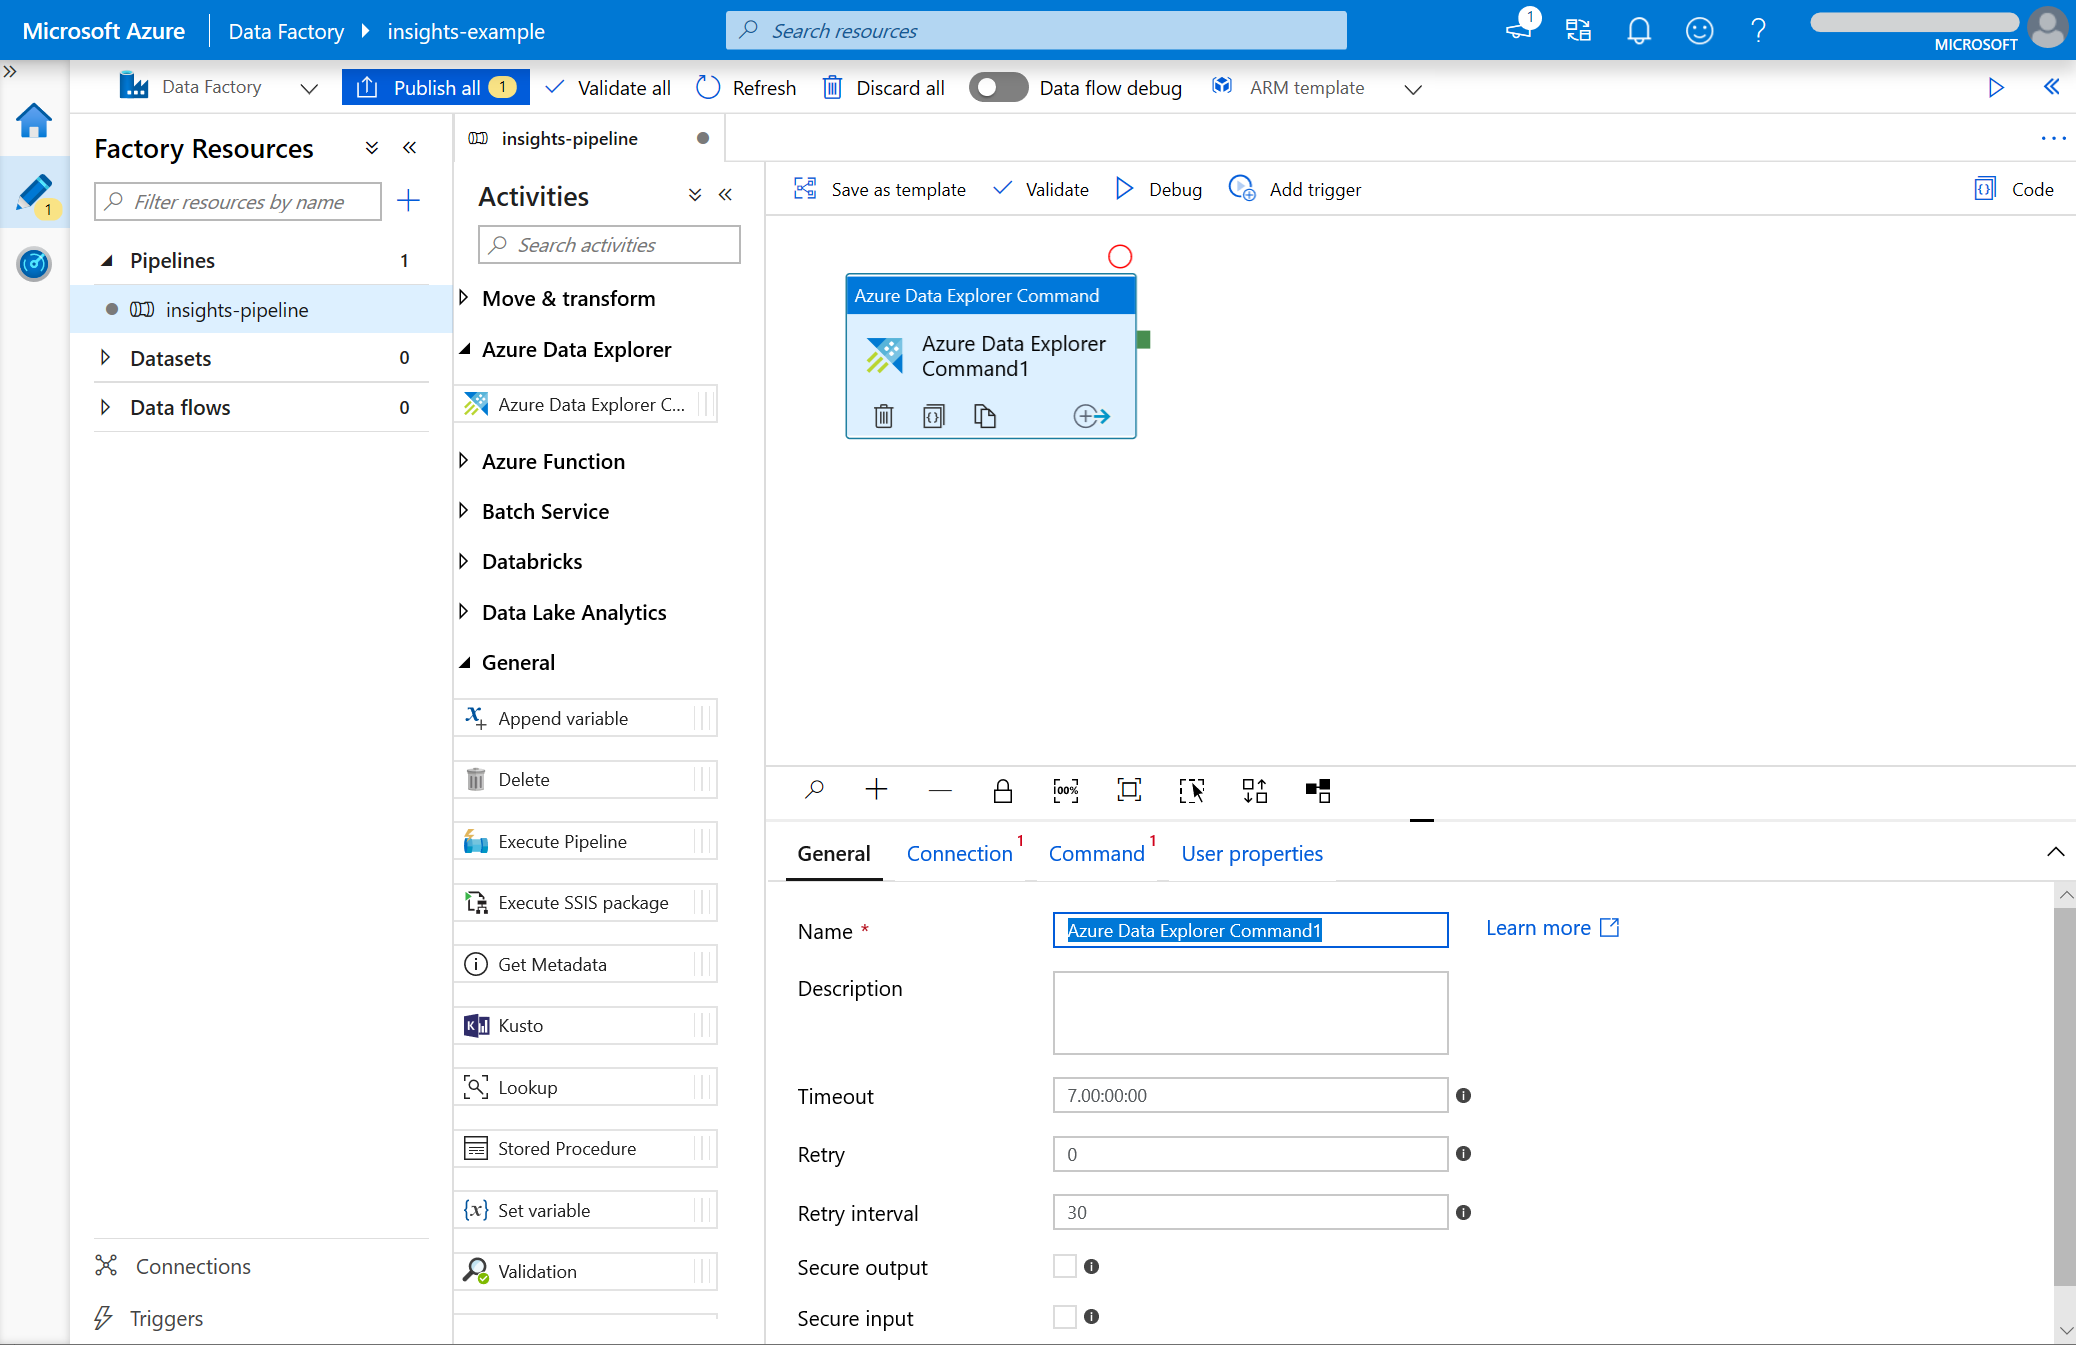 Microsoft Azure
Data Factory
insights-example
Search resources
1
MICROSOFT
Data Factory
Publish all 1
Validate all
Refresh
Discard all
Data flow debug
ARM template
1
Factory Resources
Filter resources by name
Pipelines 1
insights-pipeline
Datasets 0
Data flows 0
Connections
Triggers
insights-pipeline
Activities
Search activities
Move & transform
Azure Data Explorer
Azure Data Explorer C...
Azure Function
Batch Service
Databricks
Data Lake Analytics
General
Append variable
Delete
Execute Pipeline
Execute SSIS package
Get Metadata
Kusto
Lookup
Stored Procedure
Set variable
Validation
Save as template
Validate
Debug
Add trigger
Code
Azure Data Explorer Command
Azure Data Explorer
Command1
100%
General
Connection 1
Command 1
User properties
Name *
Azure Data Explorer Command1
Learn more
Description
Timeout
7.00:00:00
Retry
0
Retry interval
30
Secure output
Secure input